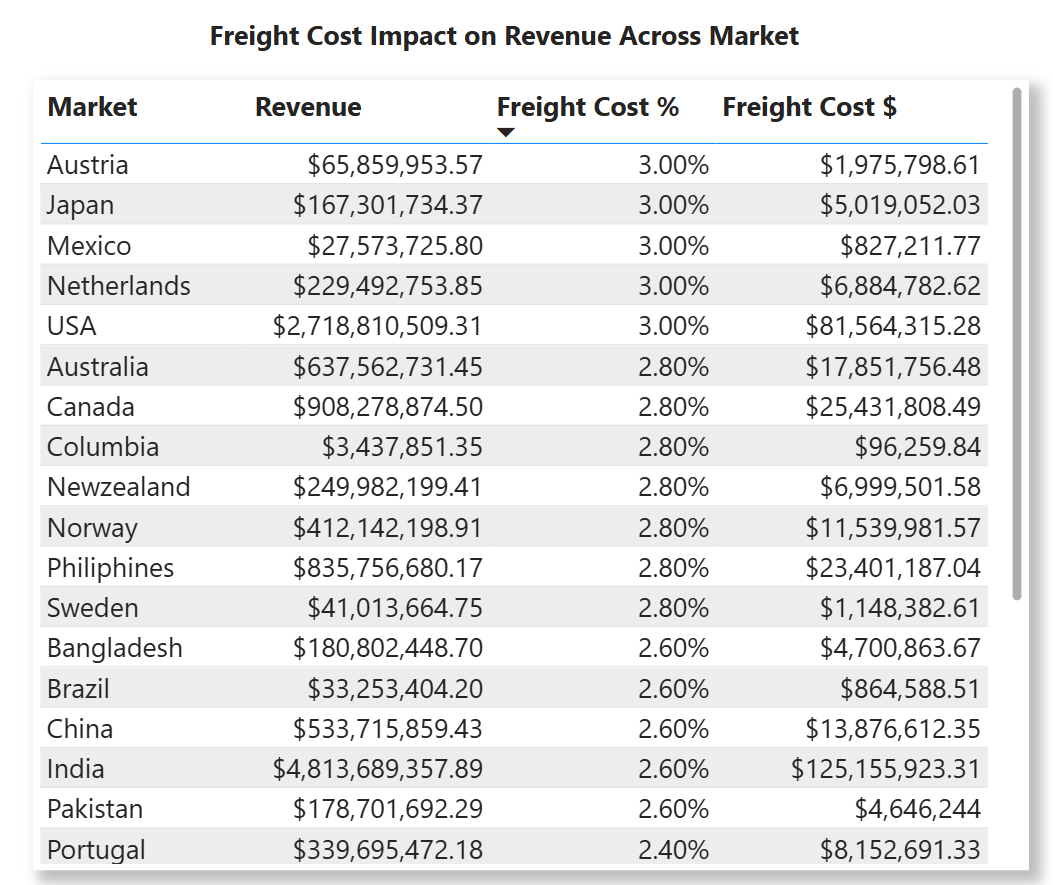 Freight Cost Impact on Revenue Across Market
Market Revenue Freight Cost % Freight Cost $
Austria $65,859,953.57 3.00% $1,975,798.61
Japan $167,301,734.37 3.00% $5,019,052.03
Mexico $27,573,725.80 3.00% $827,211.77
Netherlands $229,492,753.85 3.00% $6,884,782.62
USA $2,718,810,509.31 3.00% $81,564,315.28
Australia $637,562,731.45 2.80% $17,851,756.48
Canada $908,278,874.50 2.80% $25,431,808.49
Columbia $3,437,851.35 2.80% $96,259.84
Newzealand $249,982,199.41 2.80% $6,999,501.58
Norway $412,142,198.91 2.80% $11,539,981.57
Philiphines $835,756,680.17 2.80% $23,401,187.04
Sweden $41,013,664.75 2.80% $1,148,382.61
Bangladesh $180,802,448.70 2.60% $4,700,863.67
Brazil $33,253,404.20 2.60% $864,588.51
China $533,715,859.43 2.60% $13,876,612.35
India $4,813,689,357.89 2.60% $125,155,923.31
Pakistan $178,701,692.29 2.60% $4,646,244
Portugal $339,695,472.18 2.40% $8,152,691.33